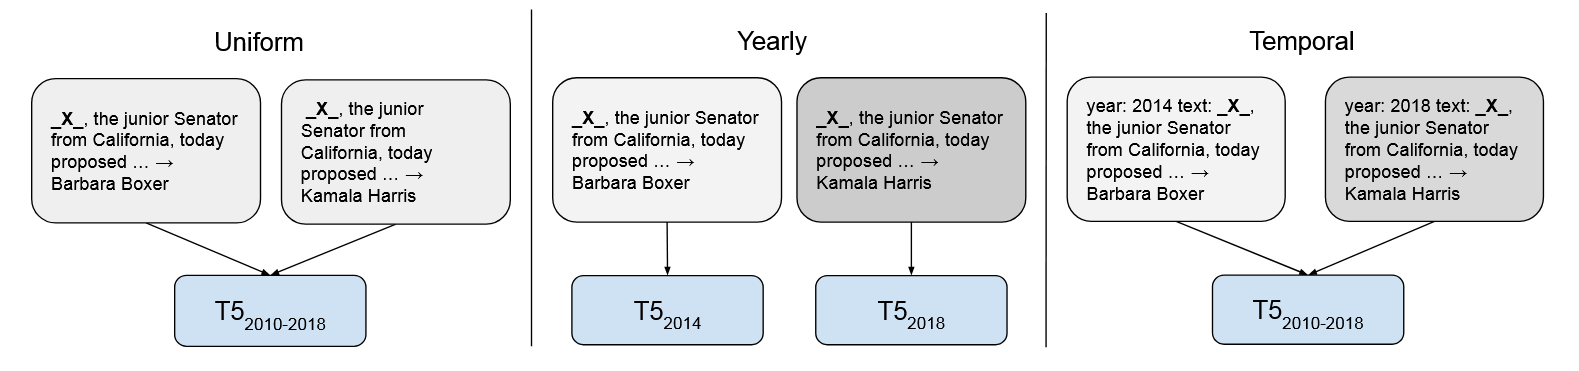 Uniform
_X_, the junior Senator
from California, today
proposed … →
Barbara Boxer
_X_, the junior
Senator from
California, today
proposed … →
Kamala Harris
T5 2010-2018
Yearly
_X_, the junior Senator
from California, today
proposed … →
Barbara Boxer
_X_, the junior Senator
from California, today
proposed … →
Kamala Harris
T5 2014
T5 2018
Temporal
year: 2014 text: _X_,
the junior Senator
from California, today
proposed … →
Barbara Boxer
year: 2018 text: _X_,
the junior Senator
from California, today
proposed … →
Kamala Harris
T5 2010-2018